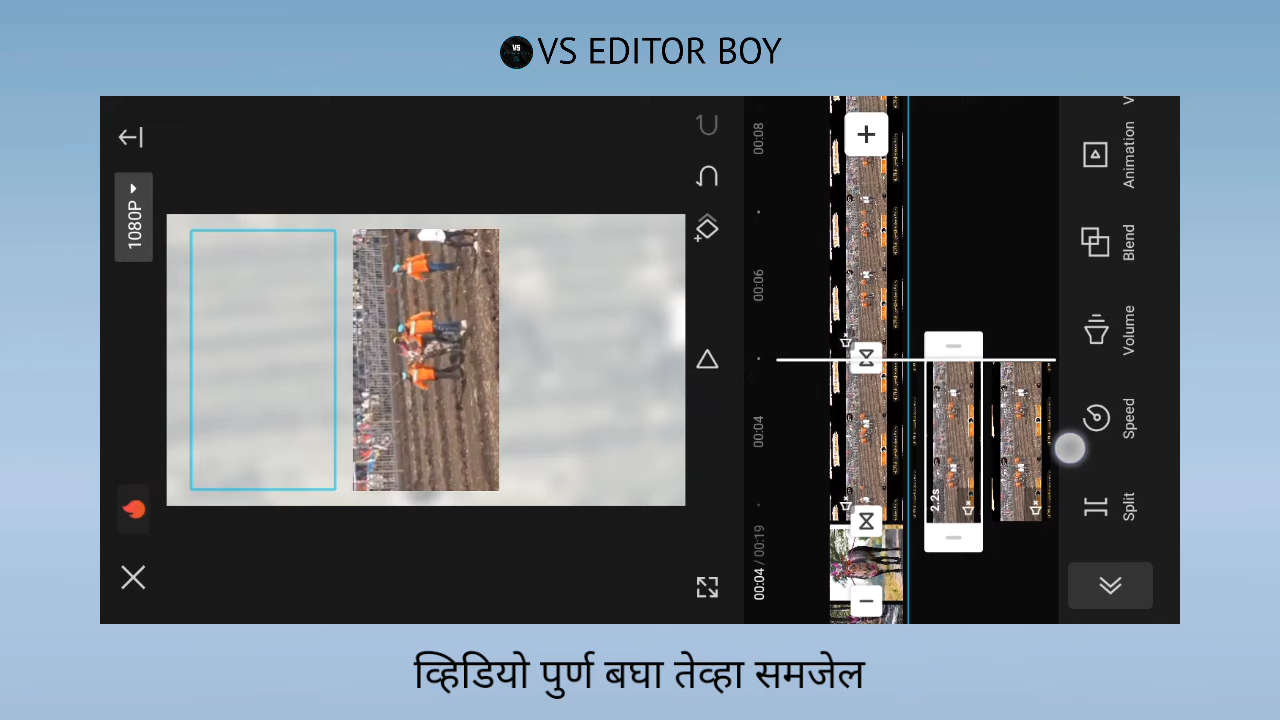 VS
VS EDITOR BOY
1080P
00:04 / 00:19
00:04
00:06
00:08
2.2s
Split
Speed
Volume
Blend
Animation
V
व्हिडियो पुर्ण बघा तेव्हा समजेल